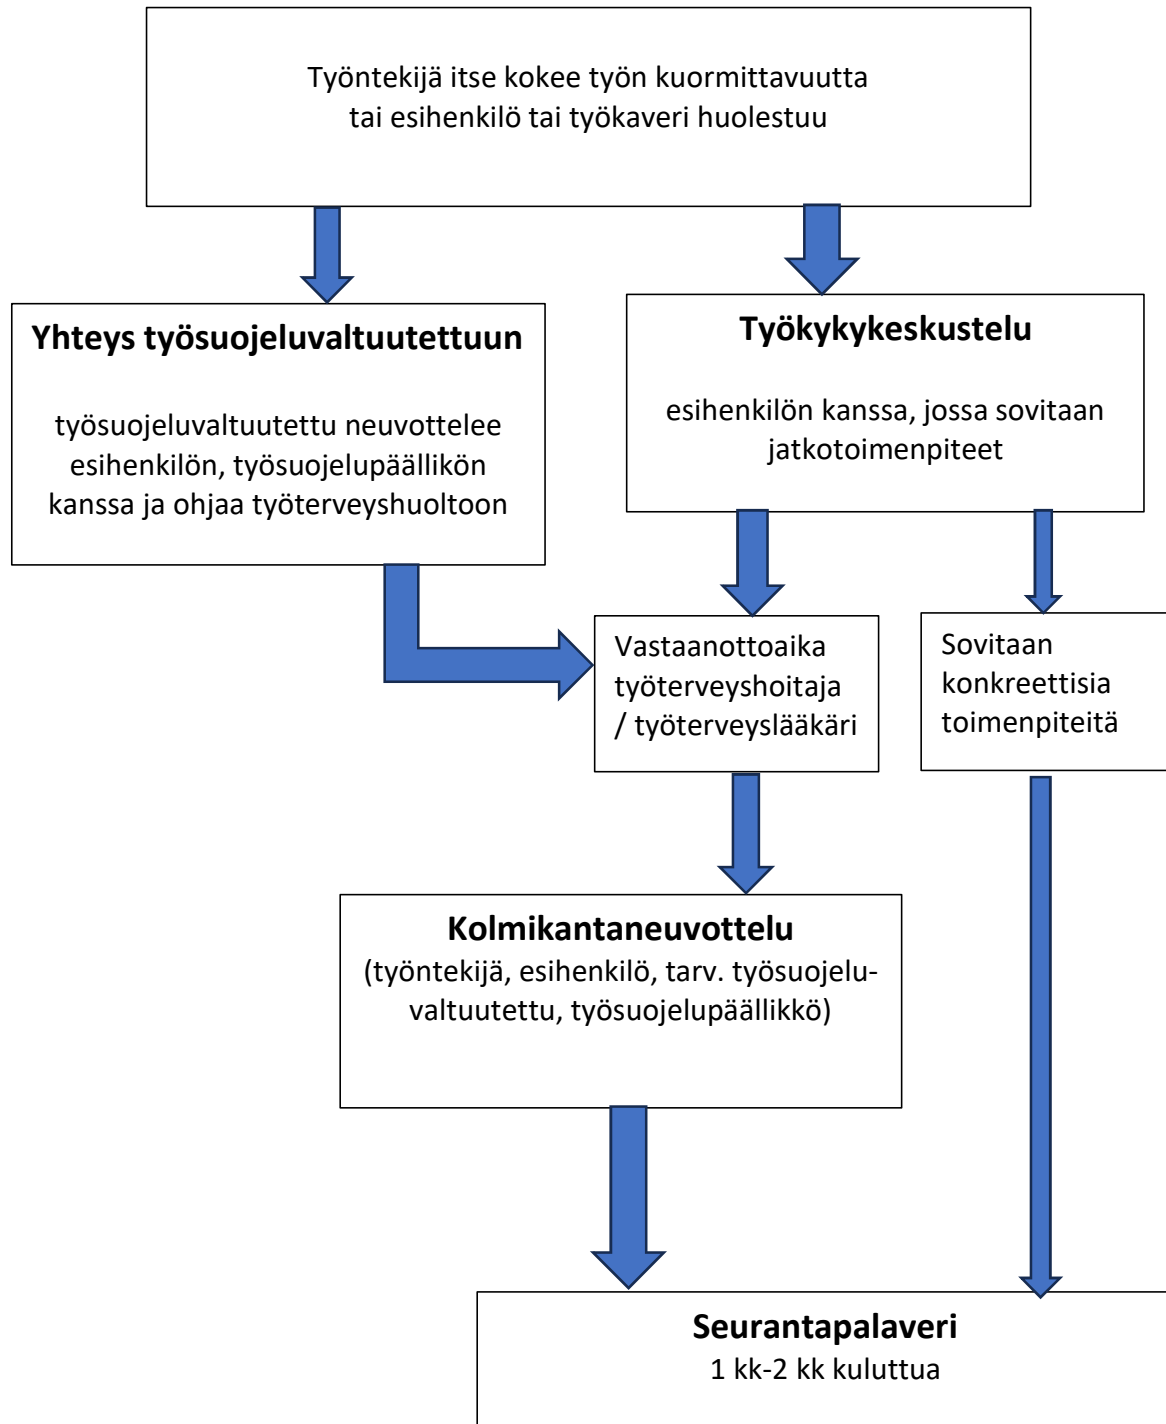 Työntekijä itse kokee työn kuormittavuutta
tai esihenkilö tai työkaveri huolestuu
Yhteys työsuojeluvaltuutettuun
työsuojeluvaltuutettu neuvottelee
esihenkilön, työsuojelupäällikön
kanssa ja ohjaa työterveyshuoltoon
Työkykykeskustelu
esihenkilön kanssa, jossa sovitaan
jatkotoimenpiteet
Vastaanottoaika
työterveyshoitaja
/ työterveyslääkäri
Sovitaan
konkreettisia
toimenpiteitä
Kolmikantaneuvottelu
(työntekijä, esihenkilö, tarv. työsuojelu-
valtuutettu, työsuojelupäällikkö)
Seurantapalaveri
1 kk-2 kk kuluttua